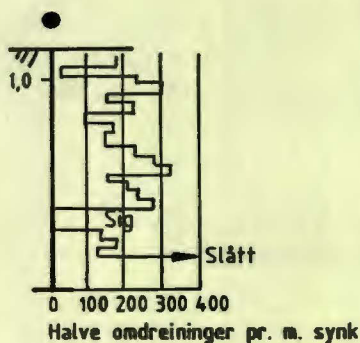 1,0
Sig
Slått
0 100 200 300 400
Halve omdreininger pr. m. synk